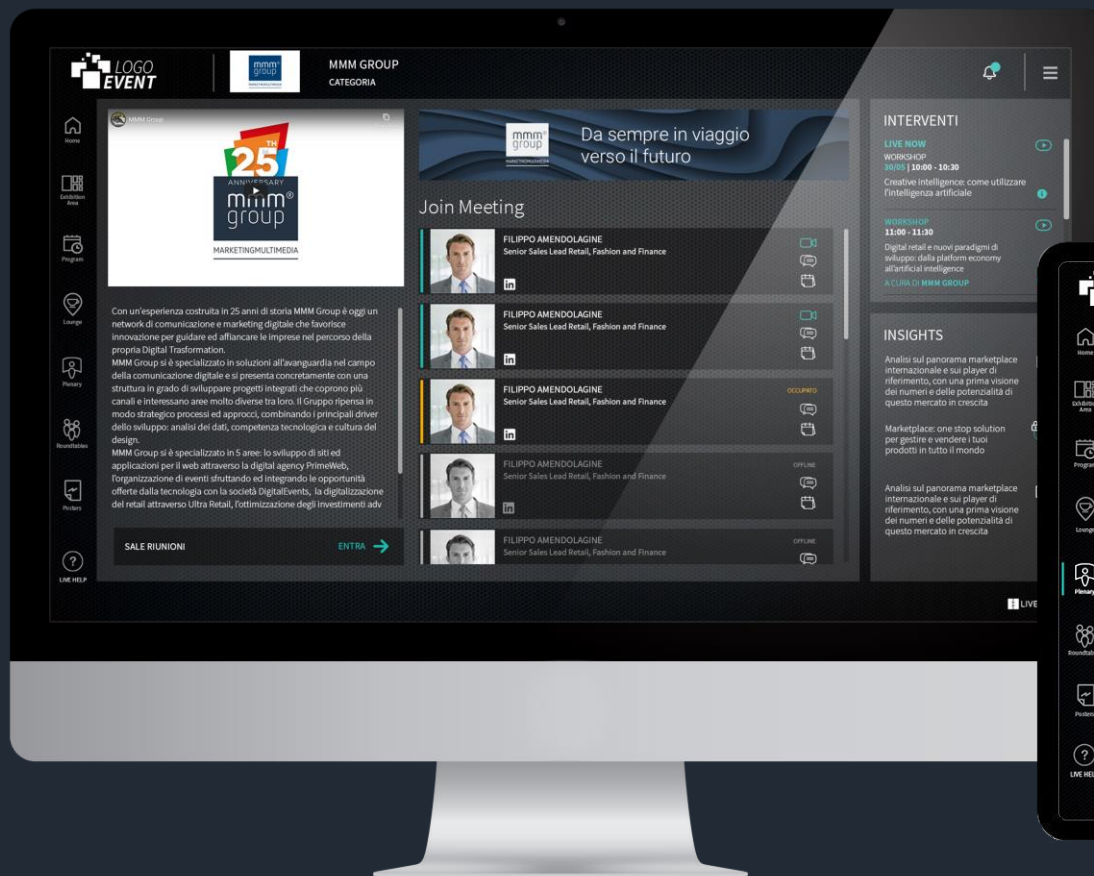 LOGO
EVENT
mmm®
group
MARKETINGMULTIMEDIA
MMM GROUP
CATEGORIA
Home
Exhibition
Area
Program
Lounge
Plenary
Roundtables
Posters
LIVE HELP
MMM Group
25TH
ANNIVERSARY
mmm®
group
MARKETINGMULTIMEDIA
Con un'esperienza costruita in 25 anni di storia MMM Group è oggi un
network di comunicazione e marketing digitale che favorisce
innovazione per guidare ed affiancare le imprese nel percorso della
propria Digital Trasformation.
MMM Group si è specializzato in soluzioni all'avanguardia nel campo
della comunicazione digitale e si presenta concretamente con una
struttura in grado di sviluppare progetti integrati che coprono più
canali e interessano aree molto diverse tra loro. Il Gruppo ripensa in
modo strategico processi ed approcci, combinando i principali driver
dello sviluppo: analisi dei dati, competenza tecnologica e cultura del
design.
MMM Group si è specializzato in 5 aree: lo sviluppo di siti ed
applicazioni per il web attraverso la digital agency PrimeWeb,
l'organizzazione di eventi sfruttando ed integrando le opportunità
offerte dalla tecnologia con la società DigitalEvents, la digitalizzazione
del retail attraverso Ultra Retail, l'ottimizzazione degli investimenti adv
SALE RIUNIONI
ENTRA
mmm®
group
MARKETINGMULTIMEDIA
Da sempre in viaggio
verso il futuro
Join Meeting
FILIPPO AMENDOLAGINE
Senior Sales Lead Retail, Fashion and Finance
in
FILIPPO AMENDOLAGINE
Senior Sales Lead Retail, Fashion and Finance
in
FILIPPO AMENDOLAGINE
OCCUPATO
Senior Sales Lead Retail, Fashion and Finance
in
FILIPPO AMENDOLAGINE
OFFLINE
Senior Sales Lead Retail, Fashion and Finance
in
FILIPPO AMENDOLAGINE
OFFLINE
Senior Sales Lead Retail, Fashion and Finance
INTERVENTI
LIVE NOW
WORKSHOP
30/05 | 10:00 - 10:30
Creative intelligence: come utilizzare
l'intelligenza artificiale
WORKSHOP
11:00 - 11:30
Digital retail e nuovi paradigmi di
sviluppo: dalla platform economy
all'artificial intelligence
A CURA DI MMM GROUP
INSIGHTS
Analisi sul panorama marketplace
internazionale e sui player di
riferimento, con una prima visione
dei numeri e delle potenzialità di
questo mercato in crescita
Marketplace: one stop solution
per gestire e vendere i tuoi
prodotti in tutto il mondo
Analisi sul panorama marketplace
internazionale e sui player di
riferimento, con una prima visione
dei numeri e delle potenzialità di
questo mercato in crescita
LIVE
Home
Exhibition
Area
Program
Lounge
Plenary
Roundtables
Posters
LIVE HELP